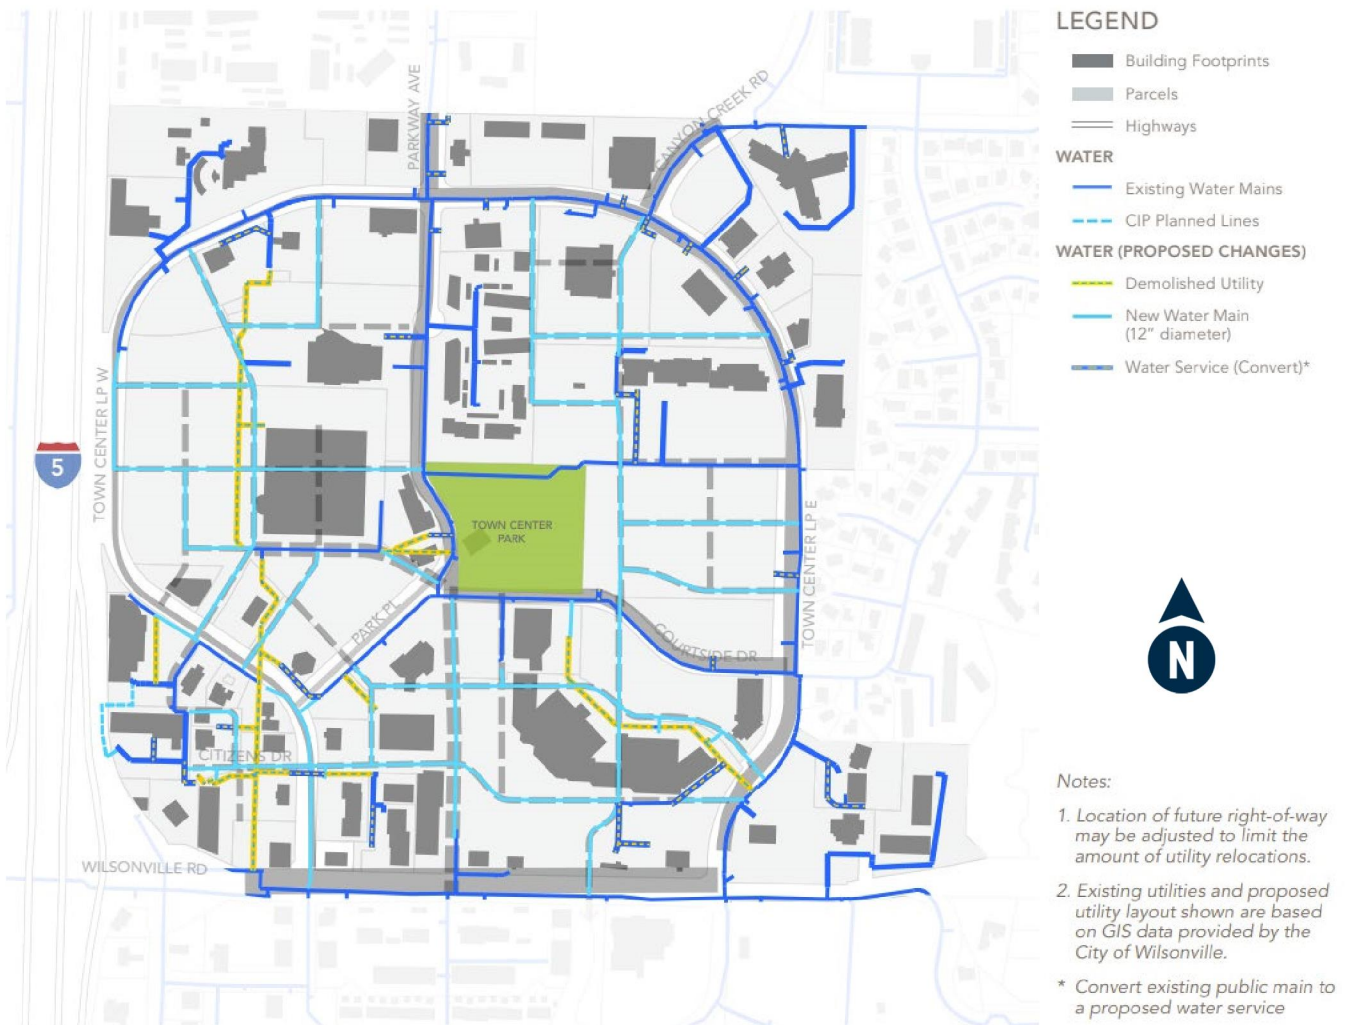 LEGEND
Building Footprints
Parcels
Highways
WATER
Existing Water Mains
CIP Planned Lines
WATER (PROPOSED CHANGES)
Demolished Utility
New Water Main
(12" diameter)
Water Service (Convert)*
PARKWAY AVE
CANYON CREEK RD
TOWN CENTER LP W
5
TOWN CENTER
PARK
TOWN CENTER LP E
PARK PL
COURTSIDE DR
CITIZENS DR
WILSONVILLE RD
N
Notes:
1. Location of future right-of-way
may be adjusted to limit the
amount of utility relocations.
2. Existing utilities and proposed
utility layout shown are based
on GIS data provided by the
City of Wilsonville.
* Convert existing public main to
a proposed water service